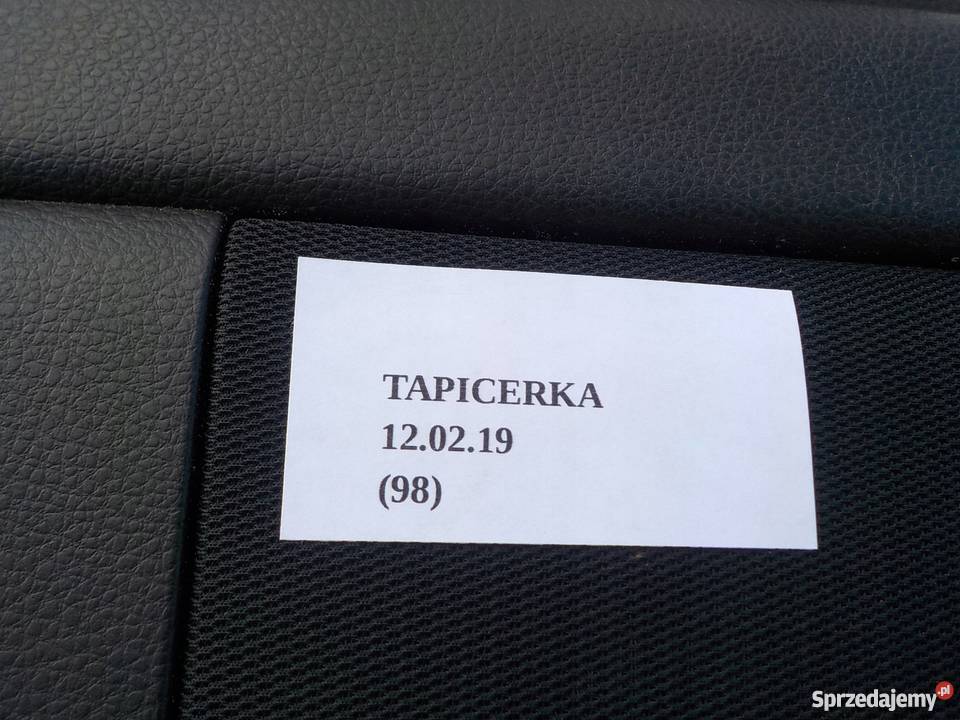 TAPICERKA
12.02.19
(98)
Sprzedajemy.pl